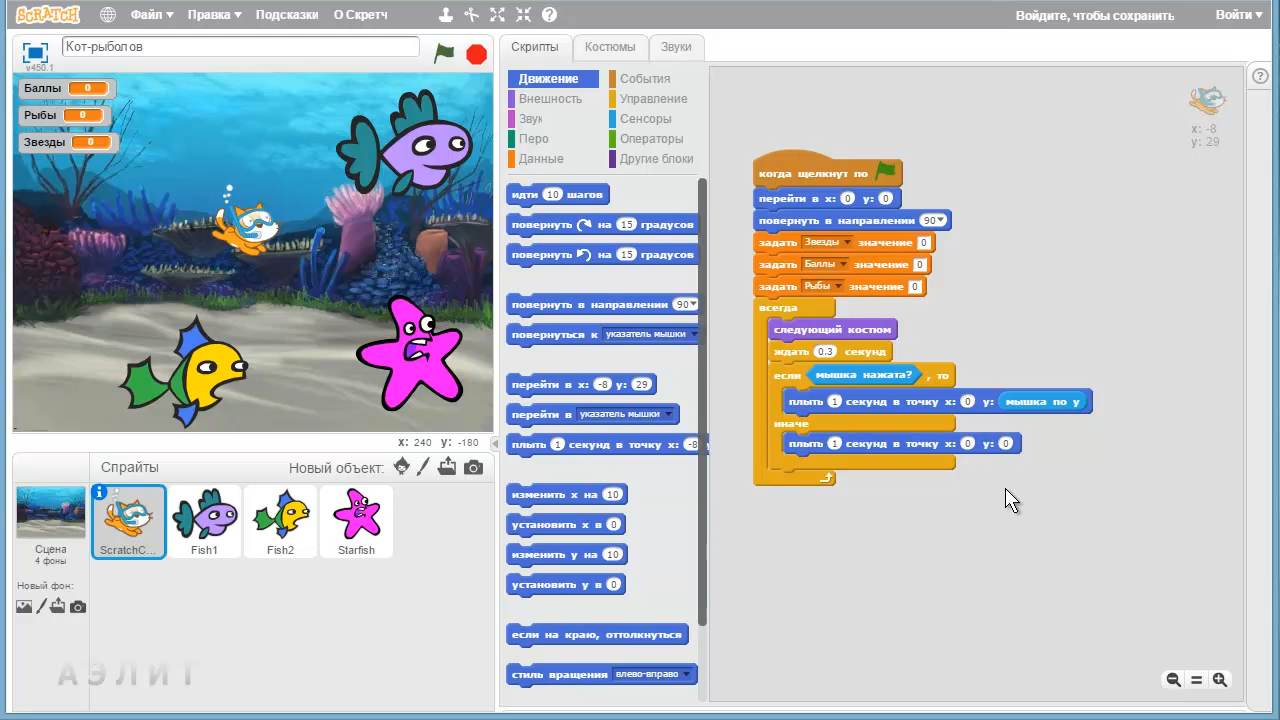 SCRATCH Файл Правка Подсказки О Скретч Войдите, чтобы сохранить Войти
v450.1
Кот-рыболов
Баллы 0
Рыбы 0
Звезды 0
x: 240 y: -180
Спрайты Новый объект:
Сцена
4 фоны
Новый фон:
ScratchC...
Fish1
Fish2
Starfish
АЭЛИТ
Скрипты Костюмы Звуки
Движение События
Внешность Управление
Звук Сенсоры
Перо Операторы
Данные Другие блоки
идти 10 шагов
повернуть на 15 градусов
повернуть на 15 градусов
повернуть в направлении 90
повернуться к указатель мышки
перейти в x: -8 y: 29
перейти в указатель мышки
плыть 1 секунд в точку x: -8
изменить x на 10
установить x в 0
изменить y на 10
установить y в 0
если на краю, оттолкнуться
стиль вращения влево-вправо
x: -8
y: 29
когда щелкнут по
перейти в x: 0 y: 0
повернуть в направлении 90
задать Звезды значение 0
задать Баллы значение 0
задать Рыбы значение 0
всегда
следующий костюм
ждать 0.3 секунд
если мышка нажата? , то
плыть 1 секунд в точку x: 0 y: мышка по y
иначе
плыть 1 секунд в точку x: 0 y: 0